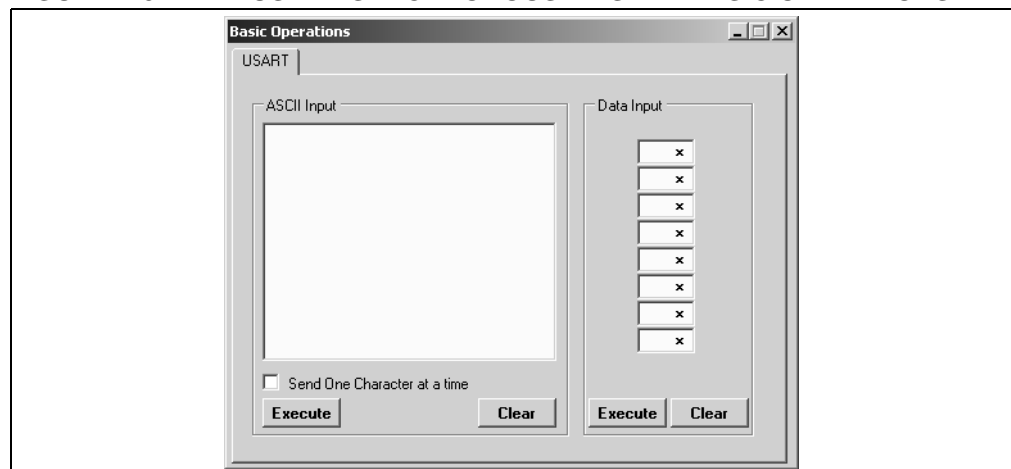 Basic Operations
USART
ASCII Input
Data Input
x
x
x
x
x
x
x
x
Send One Character at a time
Execute Clear Execute Clear